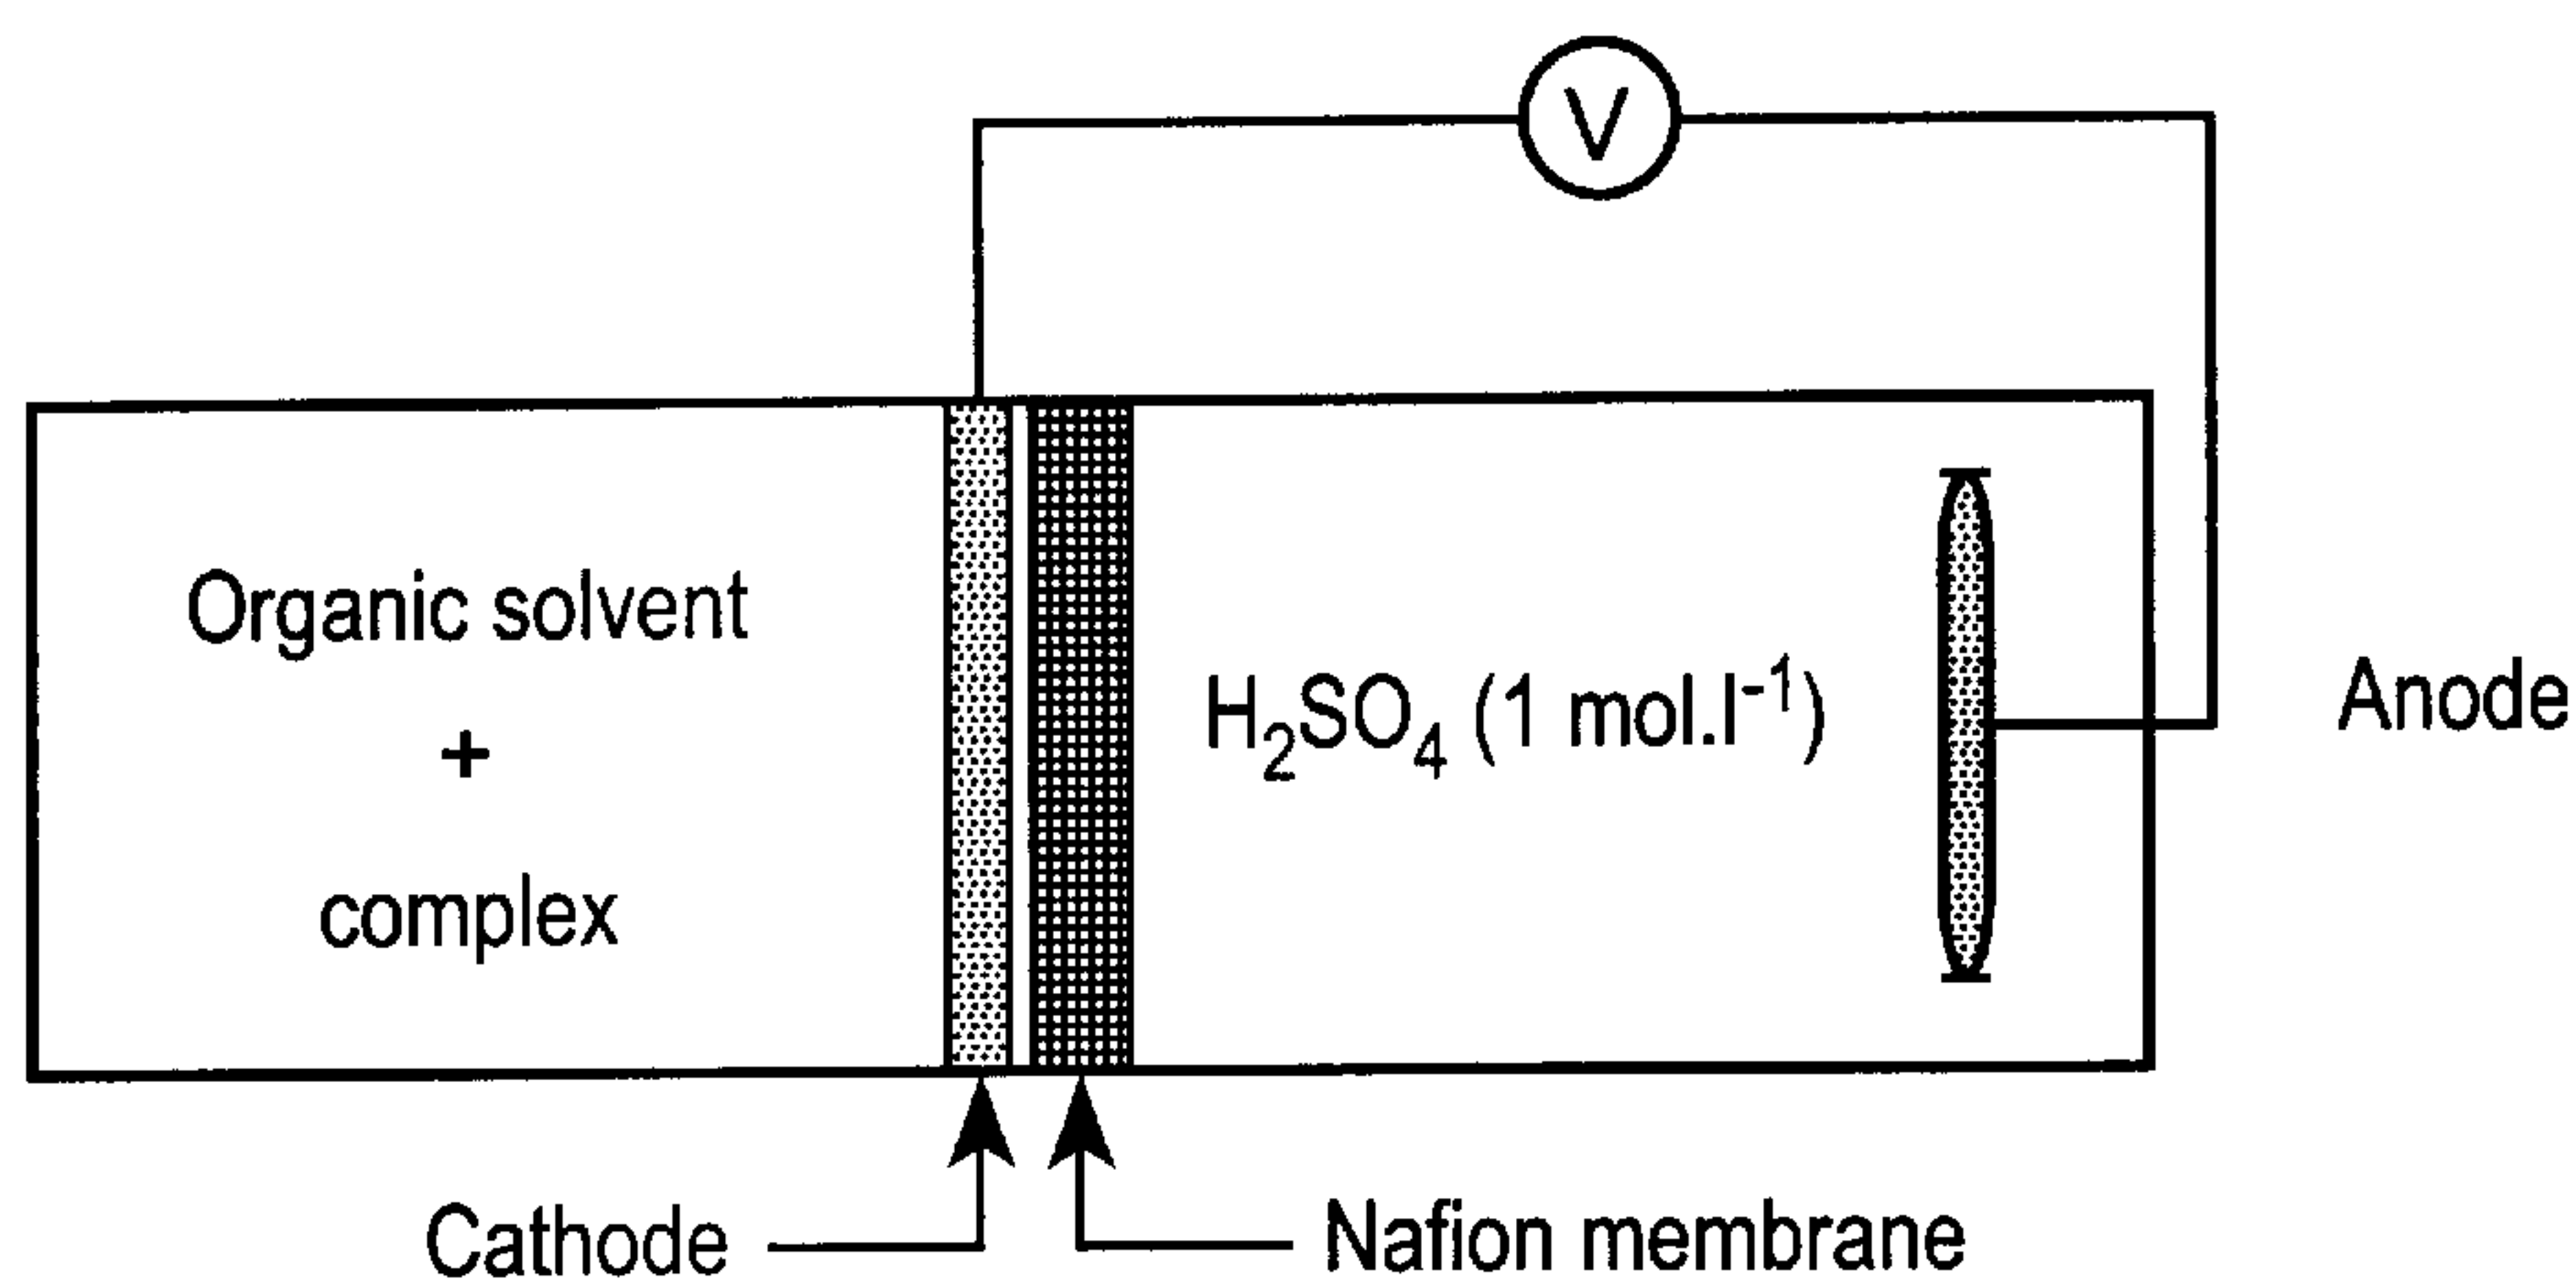 V
Organic solvent
+
complex
H₂SO₄ (1 mol.l⁻¹)
Anode
Cathode
Nafion membrane